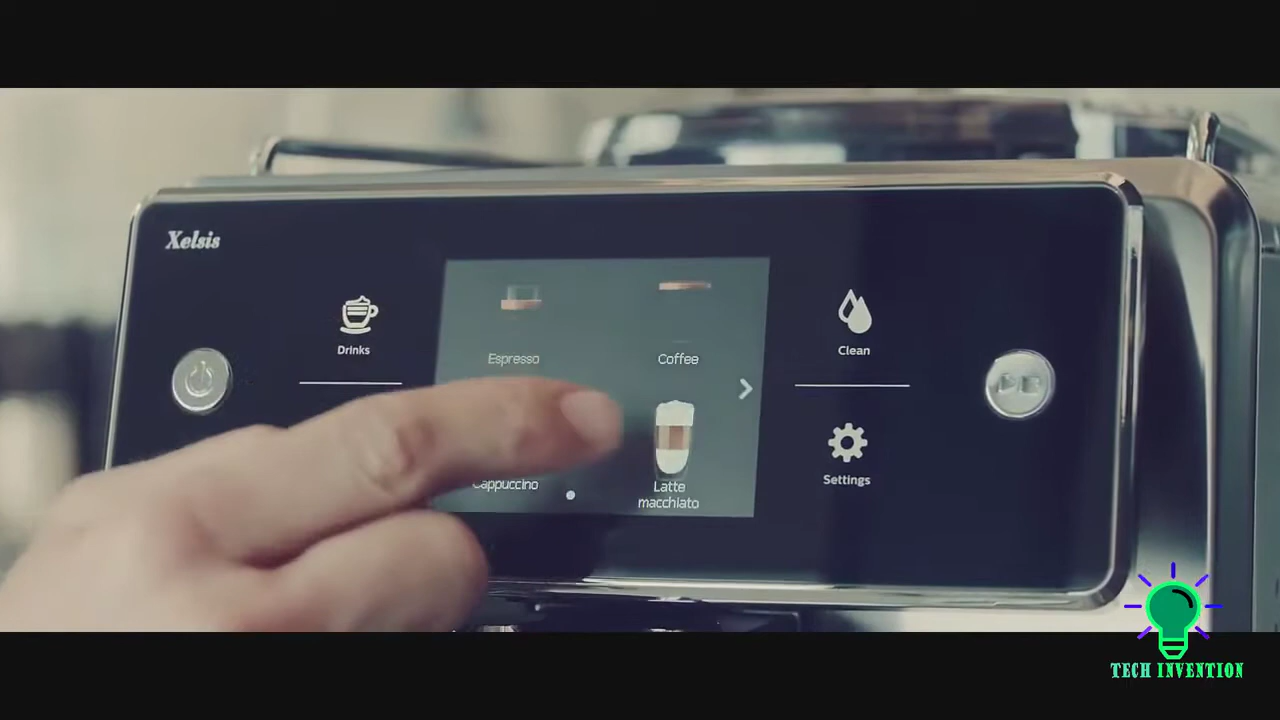 Xelsis
Drinks
Espresso
Coffee
Clean
Cappuccino
Latte
macchiato
Settings
TECH INVENTION